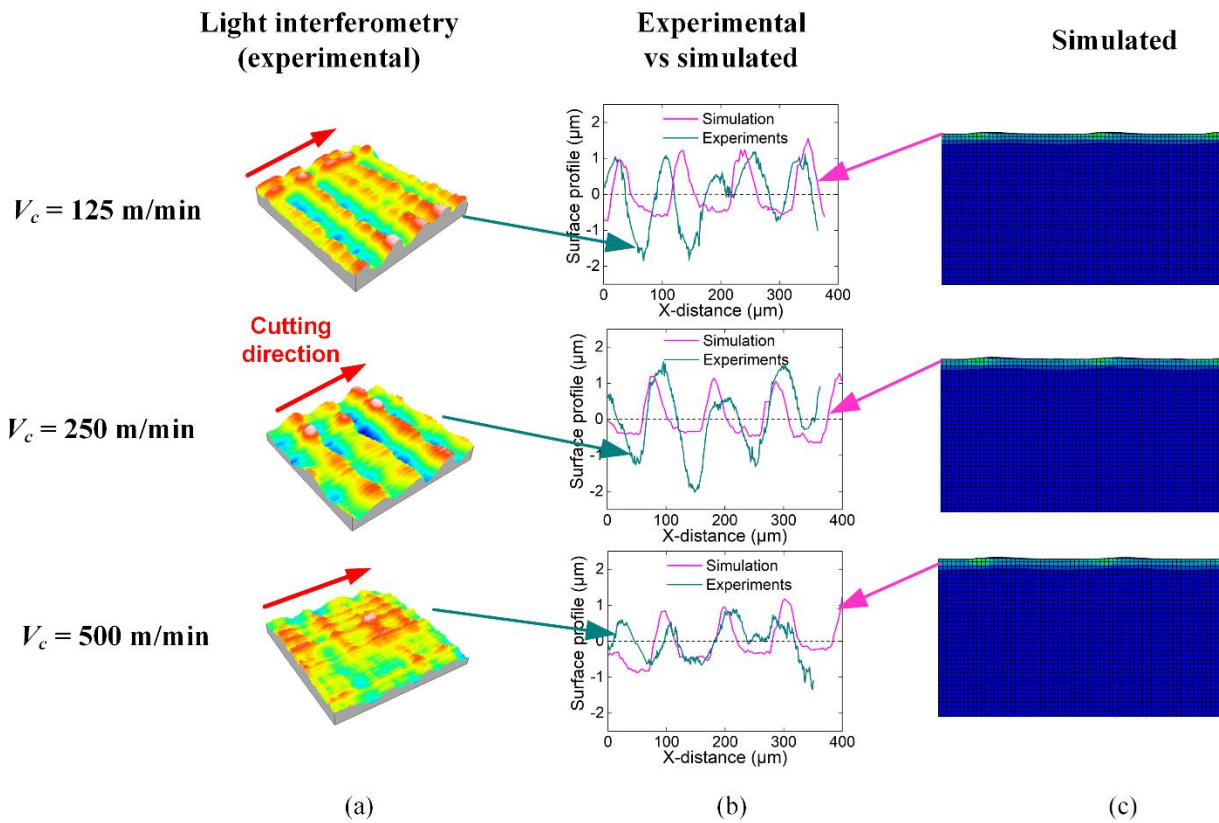 Light interferometry
(experimental)
Experimental
vs simulated
Simulated
V_c = 125 m/min
Surface profile (µm)
2
1
0
-1
-2
Simulation
Experiments
0 100 200 300 400
X-distance (µm)
Cutting
direction
V_c = 250 m/min
Surface profile (µm)
2
1
0
-1
-2
Simulation
Experiments
0 100 200 300 400
X-distance (µm)
V_c = 500 m/min
Surface profile (µm)
2
1
0
-1
-2
Simulation
Experiments
0 100 200 300 400
X-distance (µm)
(a)
(b)
(c)